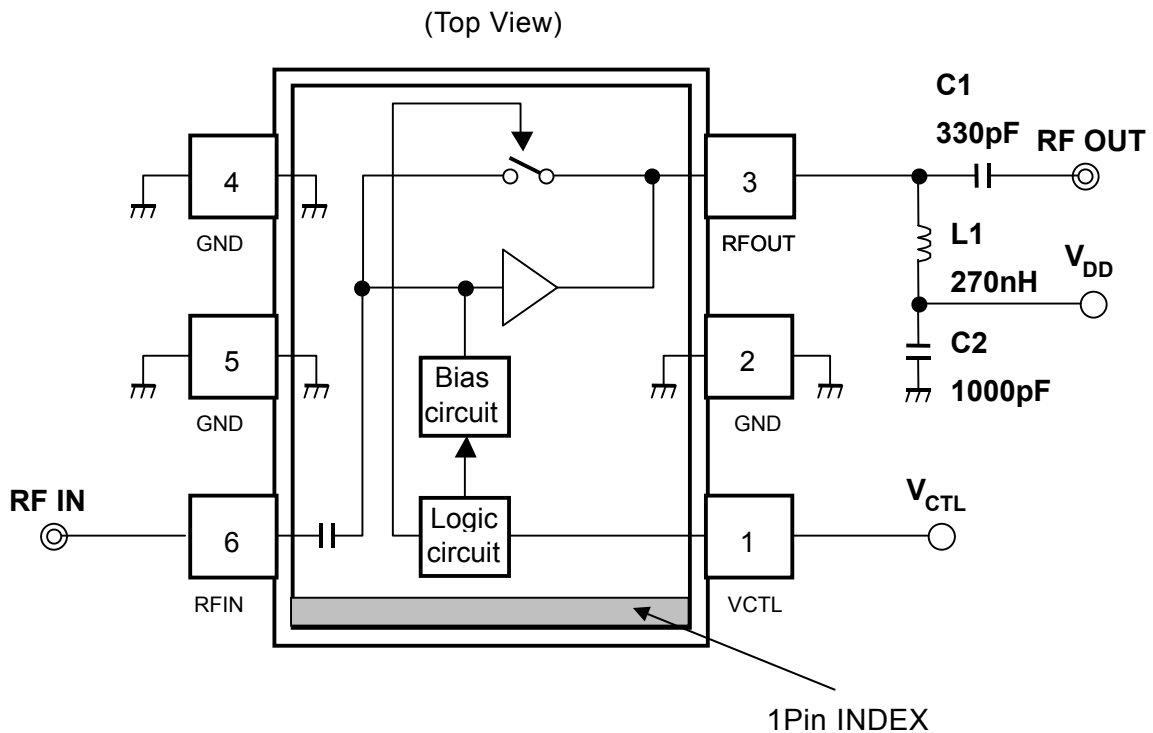 (Top View)
C1
330pF
RF OUT
4
GND
3
RFOUT
L1
270nH
VDD
5
GND
Bias
circuit
2
GND
C2
1000pF
RF IN
6
RFIN
Logic
circuit
1
VCTL
VCTL
1Pin INDEX